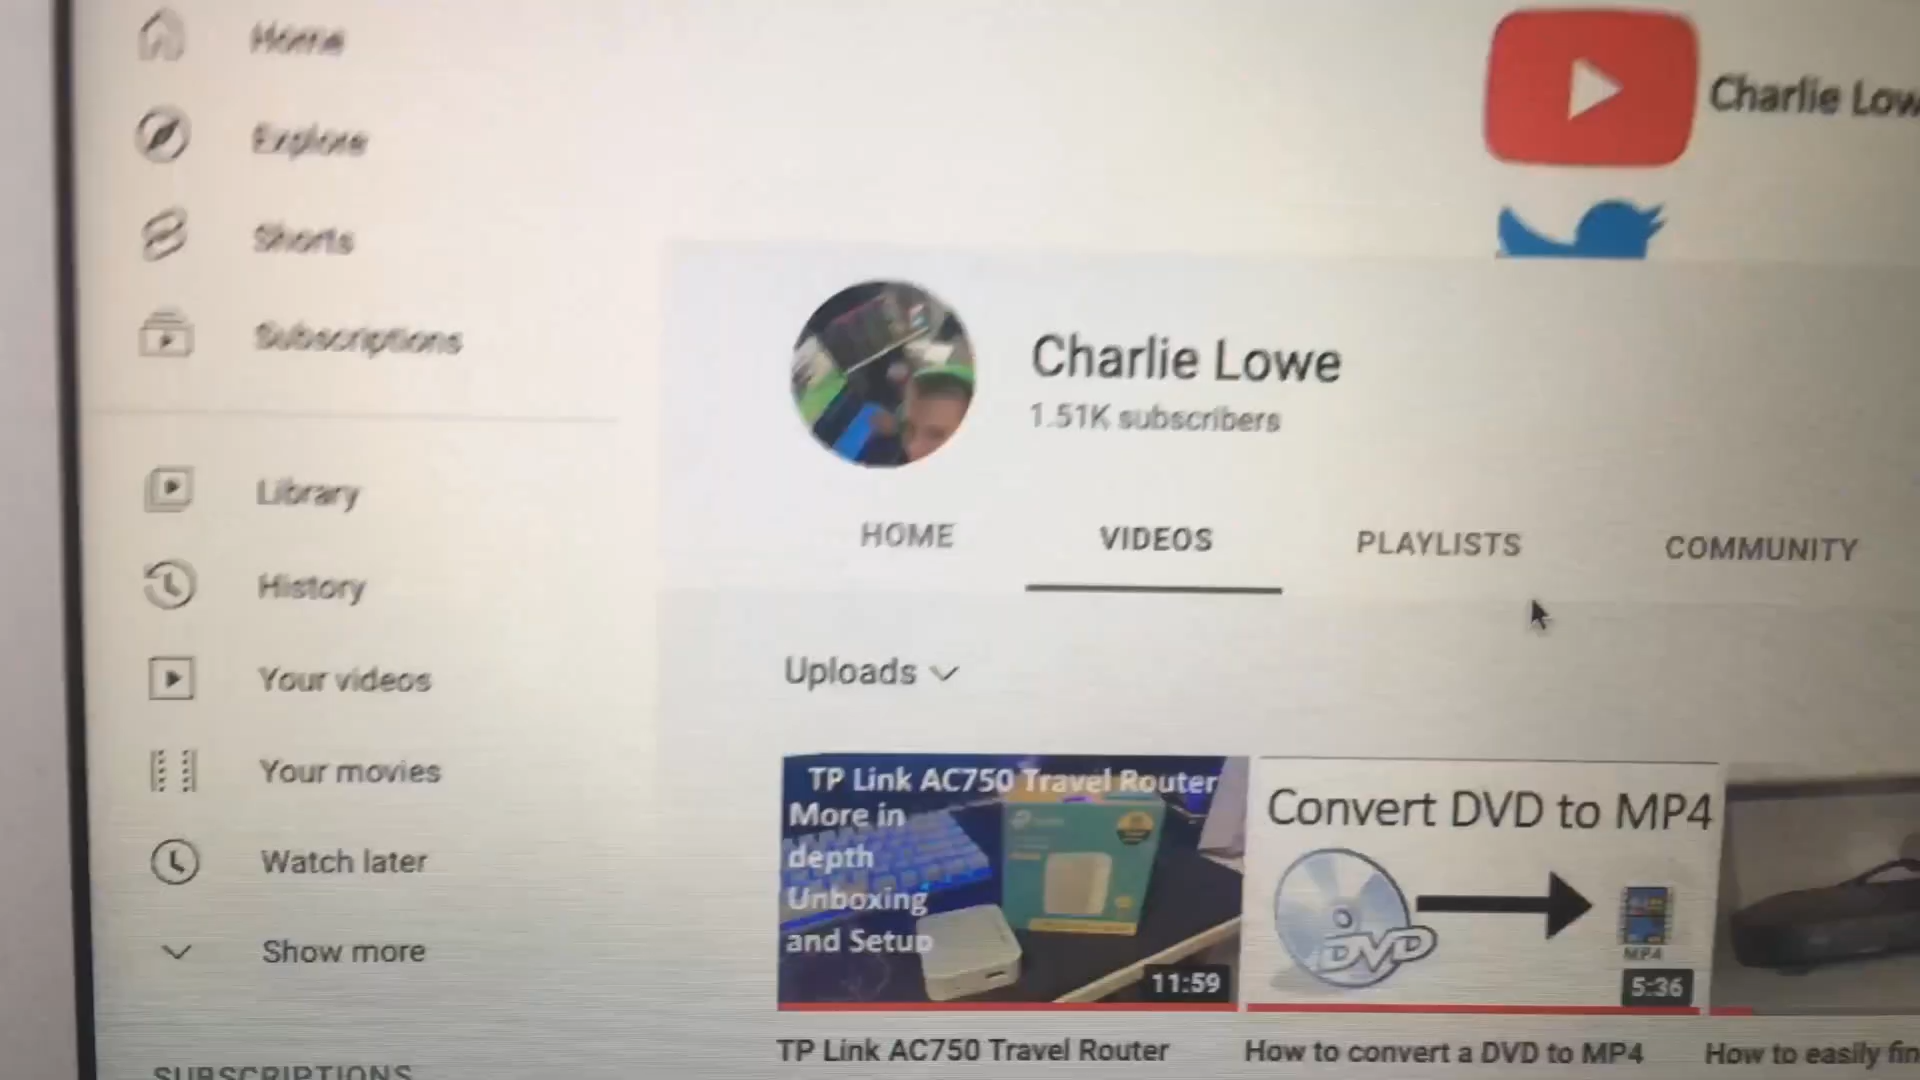 Home
Explore
Shorts
Subscriptions
Library
History
Your videos
Your movies
Watch later
Show more
SUBSCRIPTIONS
Charlie Low
Charlie Lowe
1.51K subscribers
HOME
VIDEOS
PLAYLISTS
COMMUNITY
Uploads
TP Link AC750 Travel Router
More in
depth
Unboxing
and Setup
11:59
TP Link AC750 Travel Router
Convert DVD to MP4
DVD
MP4
5:36
How to convert a DVD to MP4
How to easily fin